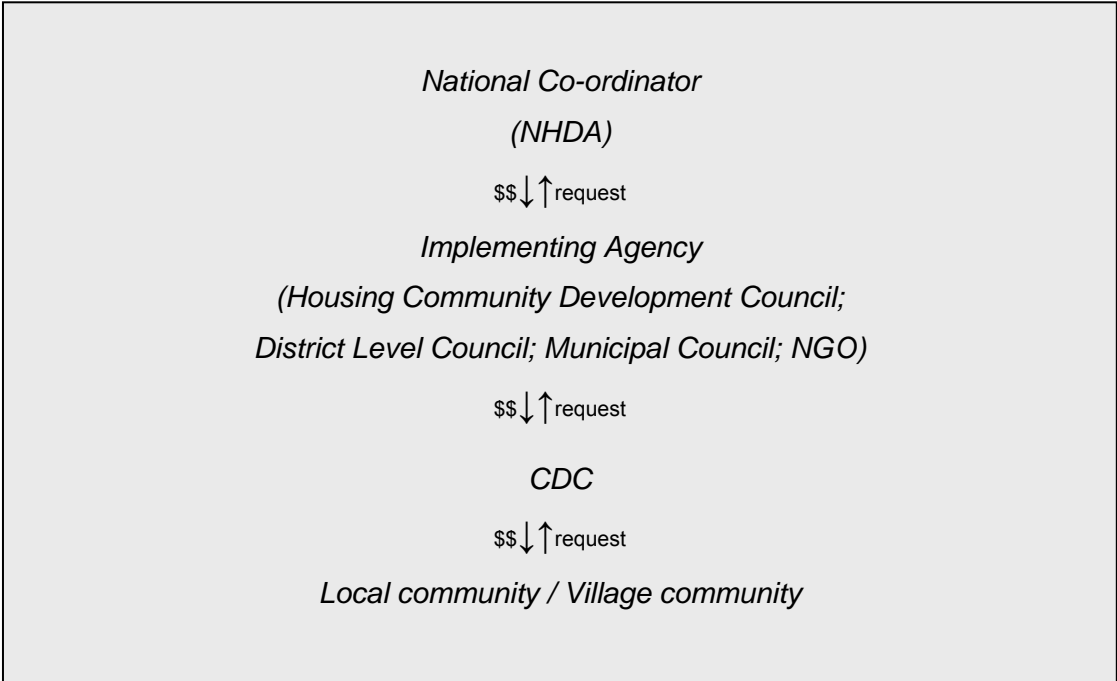 National Co-ordinator
(NHDA)
$$↓↑request
Implementing Agency
(Housing Community Development Council;
District Level Council; Municipal Council; NGO)
$$↓↑request
CDC
$$↓↑request
Local community / Village community